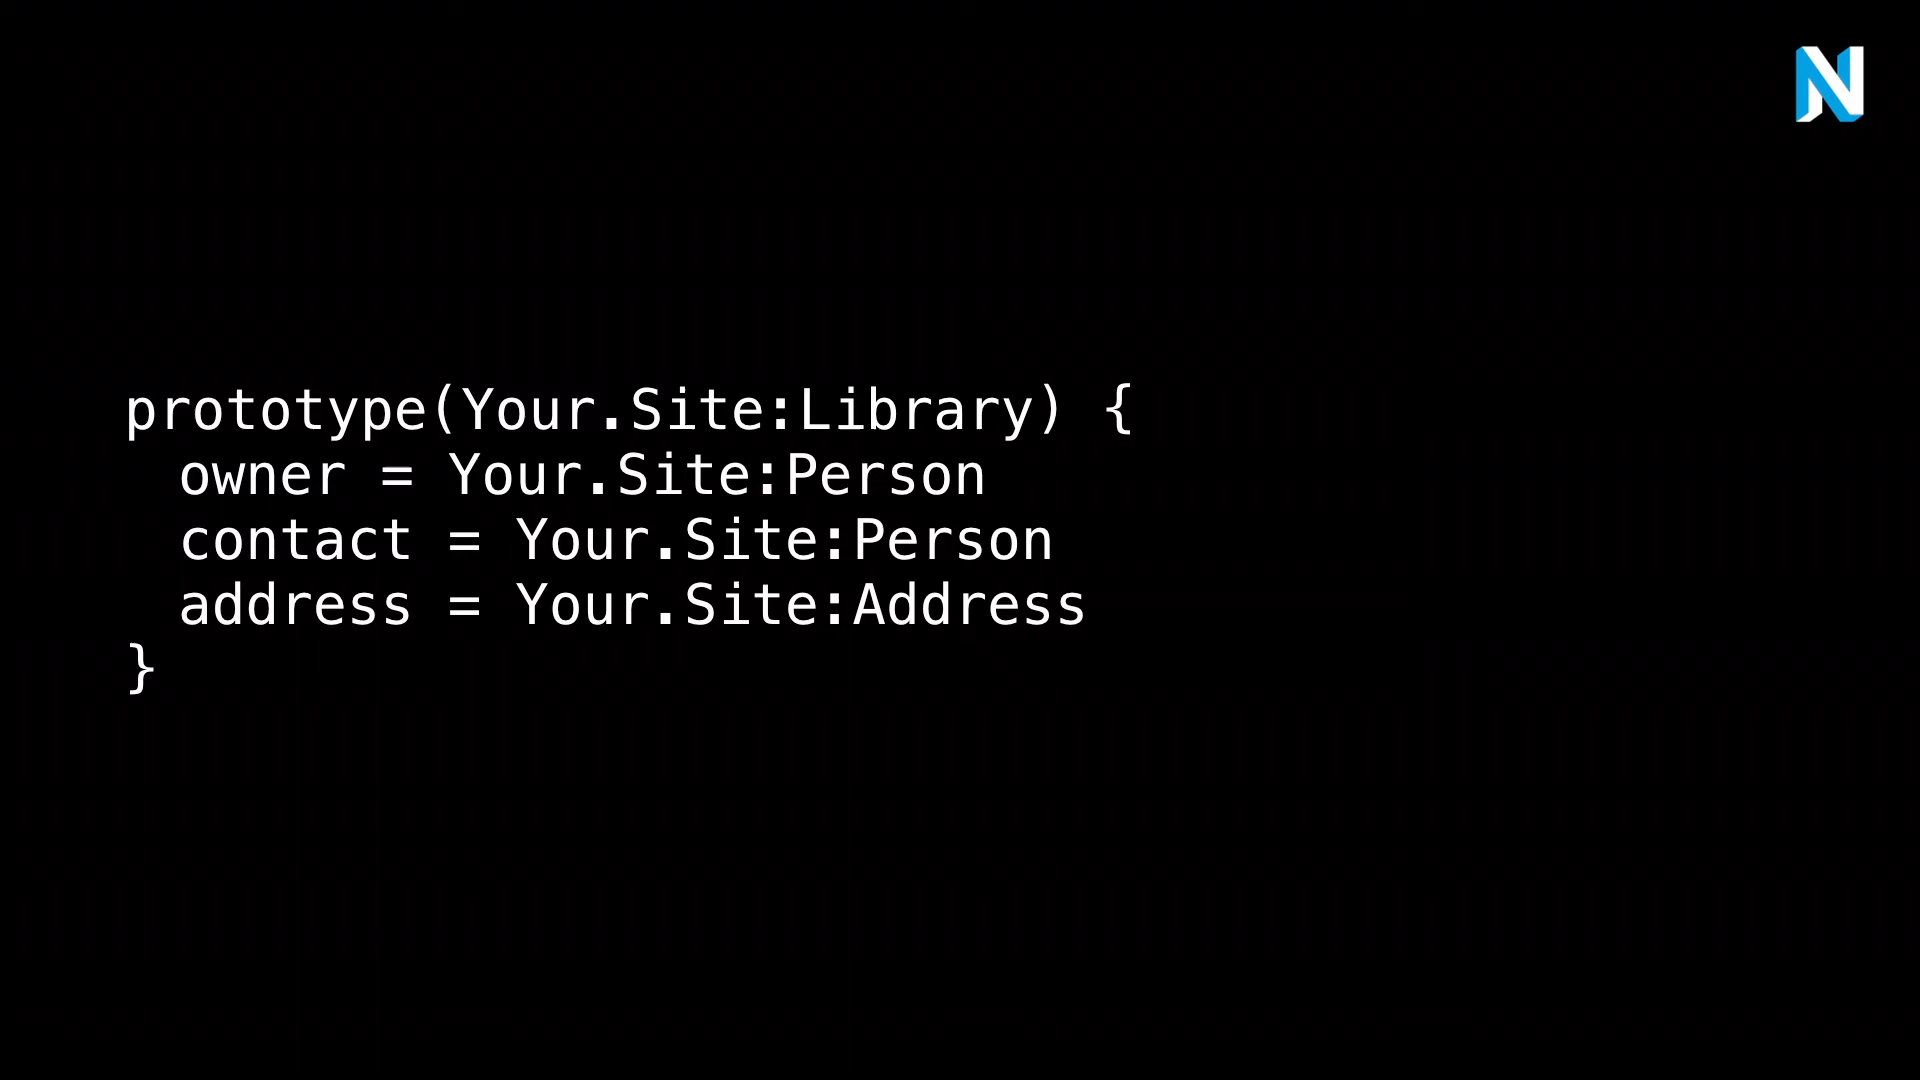 prototype(Your.Site:Library) {
  owner = Your.Site:Person
  contact = Your.Site:Person
  address = Your.Site:Address
}